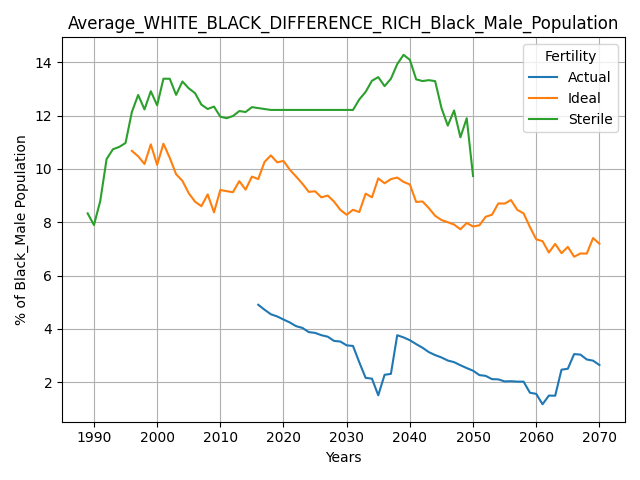 Average_WHITE_BLACK_DIFFERENCE_RICH_Black_Male_Population
Fertility
Actual
Ideal
Sterile
% of Black_Male Population
14
12
10
8
6
4
2
1990 2000 2010 2020 2030 2040 2050 2060 2070
Years